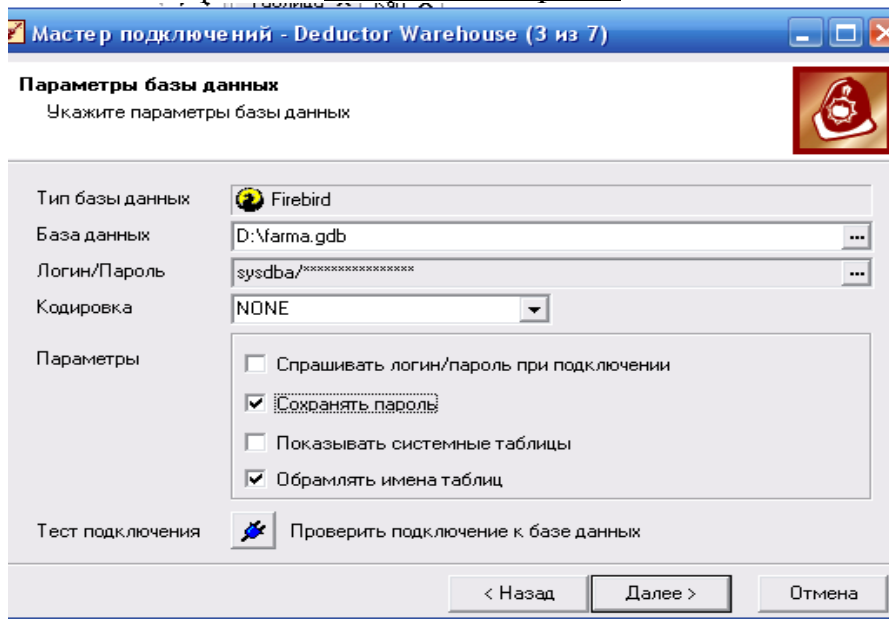 Мастер подключений - Deductor Warehouse (3 из 7)
Параметры базы данных
Укажите параметры базы данных
Тип базы данных Firebird
База данных D:\farma.gdb ...
Логин/Пароль sysdba/**************** ...
Кодировка NONE
Параметры
Спрашивать логин/пароль при подключении
Сохранять пароль
Показывать системные таблицы
Обрамлять имена таблиц
Тест подключения Проверить подключение к базе данных
< Назад Далее > Отмена